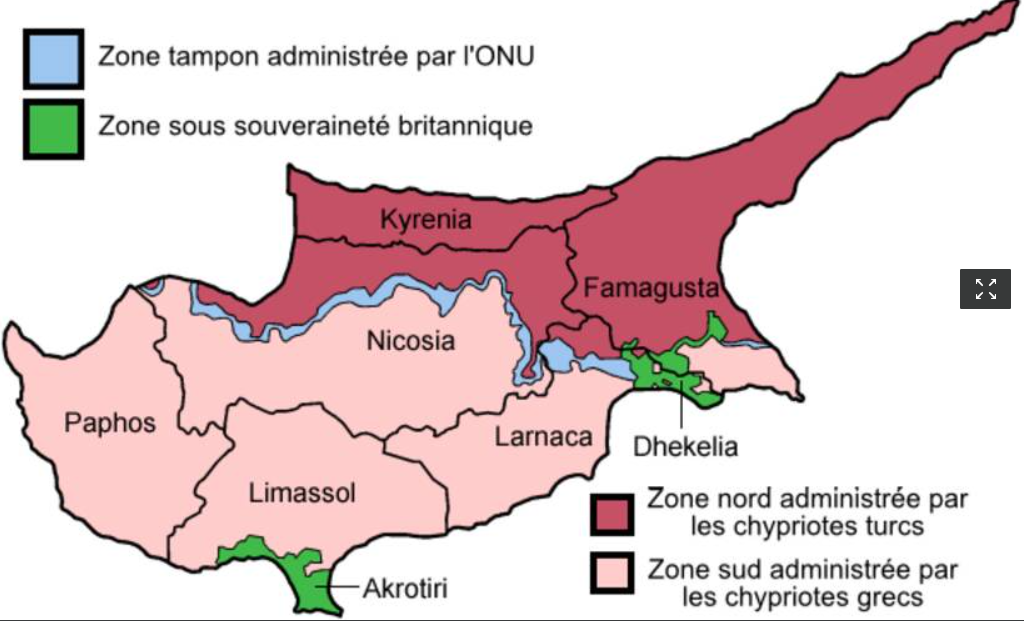 Zone tampon administrée par l'ONU
Zone sous souveraineté britannique
Kyrenia
Famagusta
Nicosia
Paphos
Larnaca
Dhekelia
Limassol
Akrotiri
Zone nord administrée par
les chypriotes turcs
Zone sud administrée par
les chypriotes grecs